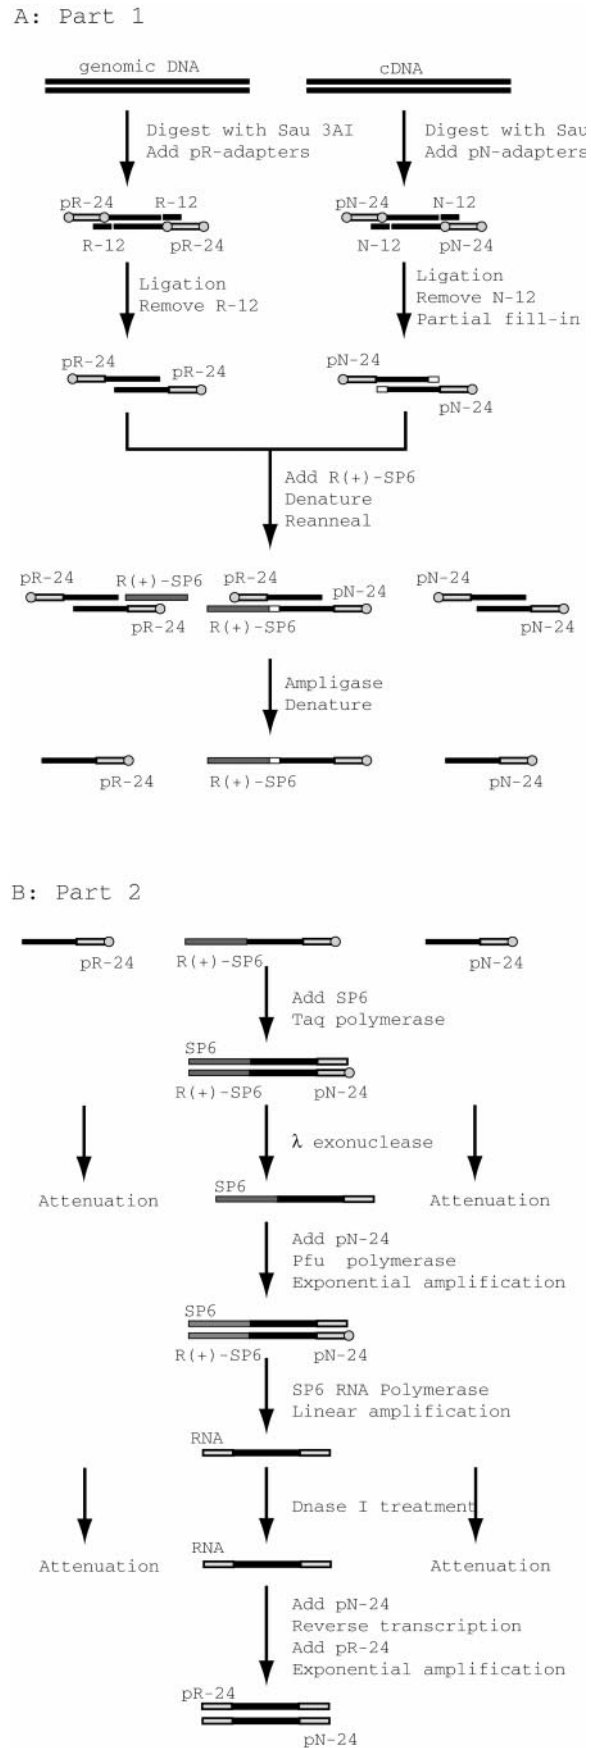 A: Part 1
genomic DNA
cDNA
Digest with Sau 3AI
Add pR-adapters
Digest with Sau
Add pN-adapters
pR-24 R-12
R-12 pR-24
pN-24 N-12
N-12 pN-24
Ligation
Remove R-12
Ligation
Remove N-12
Partial fill-in
pR-24
pR-24
pN-24
pN-24
Add R(+)-SP6
Denature
Reanneal
pR-24 R(+)-SP6
pR-24
pR-24 pN-24
R(+)-SP6
pN-24
pN-24
Ampligase
Denature
pR-24
R(+)-SP6
pN-24
B: Part 2
pR-24
R(+)-SP6
pN-24
Add SP6
Taq polymerase
SP6
R(+)-SP6 pN-24
λ exonuclease
Attenuation
SP6
Attenuation
Add pN-24
Pfu polymerase
Exponential amplification
SP6
R(+)-SP6 pN-24
SP6 RNA Polymerase
Linear amplification
RNA
Dnase I treatment
Attenuation
RNA
Attenuation
Add pN-24
Reverse transcription
Add pR-24
Exponential amplification
pR-24
pN-24